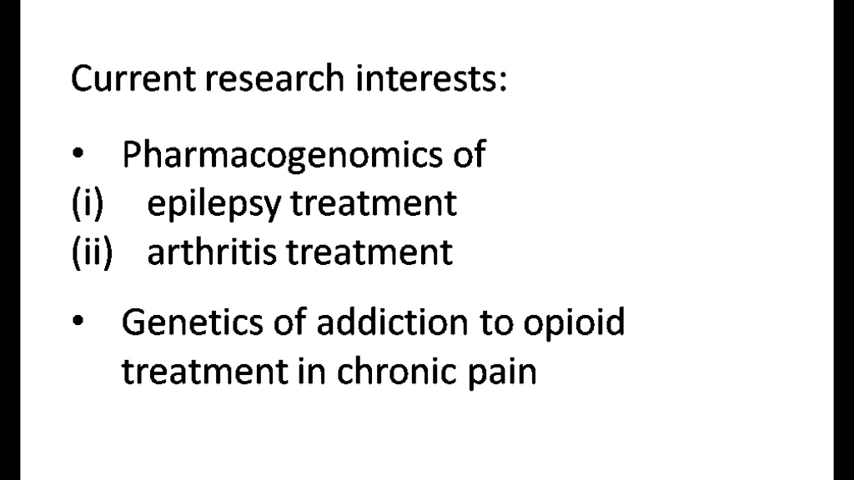 Current research interests:
• Pharmacogenomics of
(i) epilepsy treatment
(ii) arthritis treatment
• Genetics of addiction to opioid
treatment in chronic pain